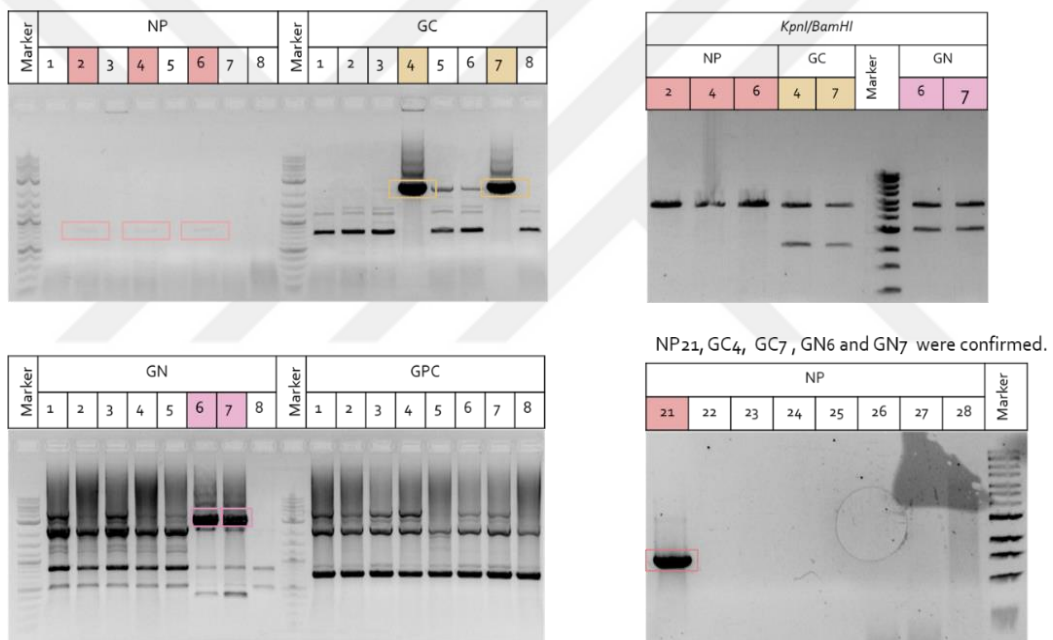 NP GC
Marker 1 2 3 4 5 6 7 8 Marker 1 2 3 4 5 6 7 8
KpnI/BamHI
NP GC Marker GN
2 4 6 4 7 6 7
NP21, GC4, GC7 , GN6 and GN7 were confirmed.
GN GPC
Marker 1 2 3 4 5 6 7 8 Marker 1 2 3 4 5 6 7 8
NP
21 22 23 24 25 26 27 28 Marker